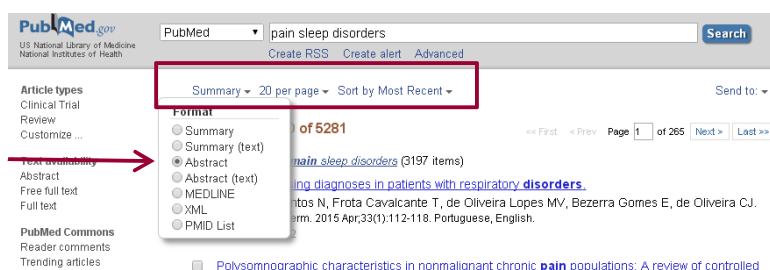 PubMed.gov
US National Library of Medicine
National Institutes of Health
PubMed
pain sleep disorders
Search
Create RSS Create alert Advanced
Article types
Clinical Trial
Review
Customize ...
Text availability
Abstract
Free full text
Full text
PubMed Commons
Reader comments
Trending articles
Summary 20 per page Sort by Most Recent
Send to:
Format
Summary
Summary (text)
Abstract
Abstract (text)
MEDLINE
XML
PMID List
of 5281
<< First < Prev Page 1 of 265 Next > Last >>
main sleep disorders (3197 items)
ing diagnoses in patients with respiratory disorders.
ntos N, Frota Cavalcante T, de Oliveira Lopes MV, Bezerra Gomes E, de Oliveira CJ.
erm. 2015 Apr;33(1):112-118. Portuguese, English.
Polysomnographic characteristics in nonmalignant chronic pain populations: A review of controlled